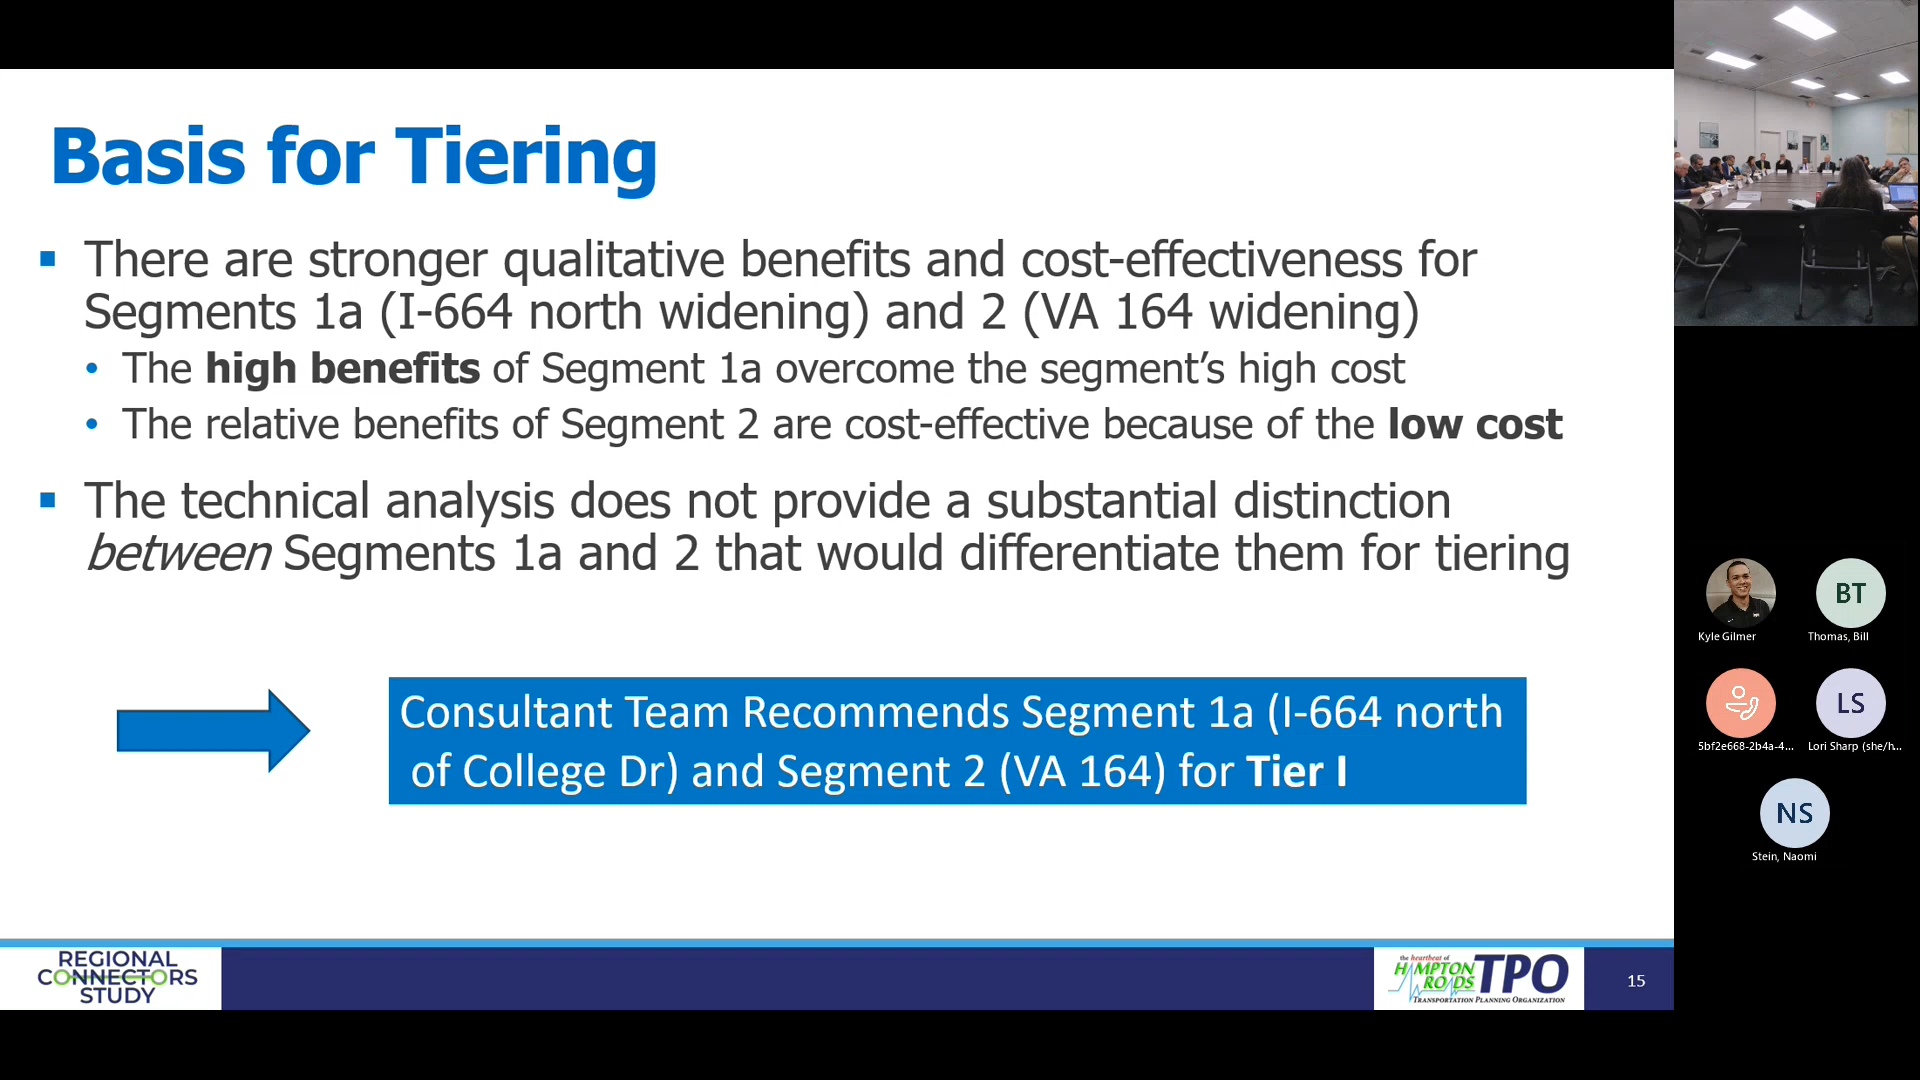 Basis for Tiering
▪ There are stronger qualitative benefits and cost-effectiveness for
Segments 1a (I-664 north widening) and 2 (VA 164 widening)
• The high benefits of Segment 1a overcome the segment’s high cost
• The relative benefits of Segment 2 are cost-effective because of the low cost
▪ The technical analysis does not provide a substantial distinction
between Segments 1a and 2 that would differentiate them for tiering
Consultant Team Recommends Segment 1a (I-664 north
of College Dr) and Segment 2 (VA 164) for Tier I
REGIONAL
CONNECTORS
STUDY
the heartbeat of
HAMPTON
ROADS
TPO
TRANSPORTATION PLANNING ORGANIZATION
15
Kyle Gilmer
BT
Thomas, Bill
5bf2e668-2b4a-4...
LS
Lori Sharp (she/h...
NS
Stein, Naomi